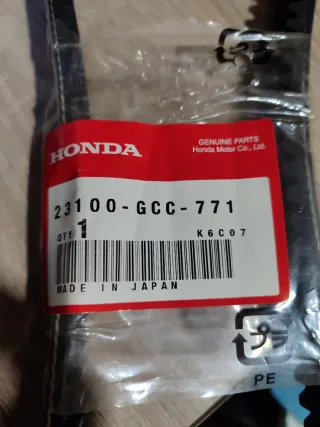 HONDA
GENUINE PARTS
Honda Motor Co., Ltd.
23100-GCC-771
QTY 1
K6C07
MADE IN JAPAN
PE